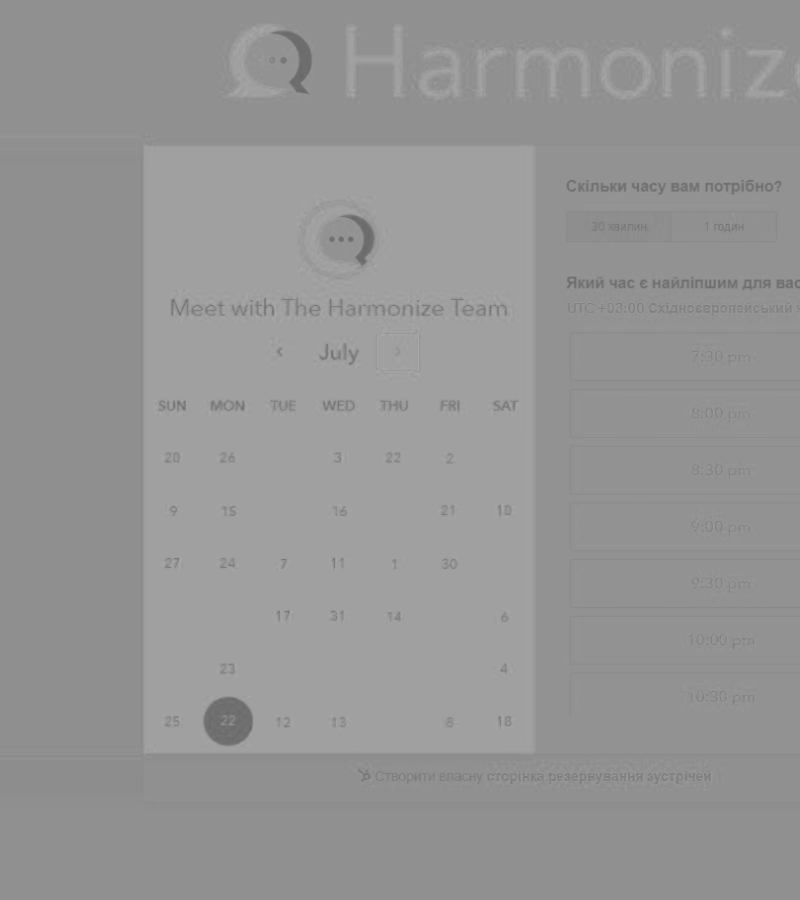 Harmonize
Meet with The Harmonize Team
July
SUN MON TUE WED THU FRI SAT
20 26 3 22 2
9 15 16 21 10
27 24 7 11 1 30
17 31 14 6
23 4
25 22 12 13 8 18
Скільки часу вам потрібно?
30 хвилин 1 годин
Який час є найліпшим для вас
UTC +03:00 Східноєвропейський
7:30 pm
8:00 pm
8:30 pm
9:00 pm
9:30 pm
10:00 pm
10:30 pm
Створити власну сторінка резервування зустрічей